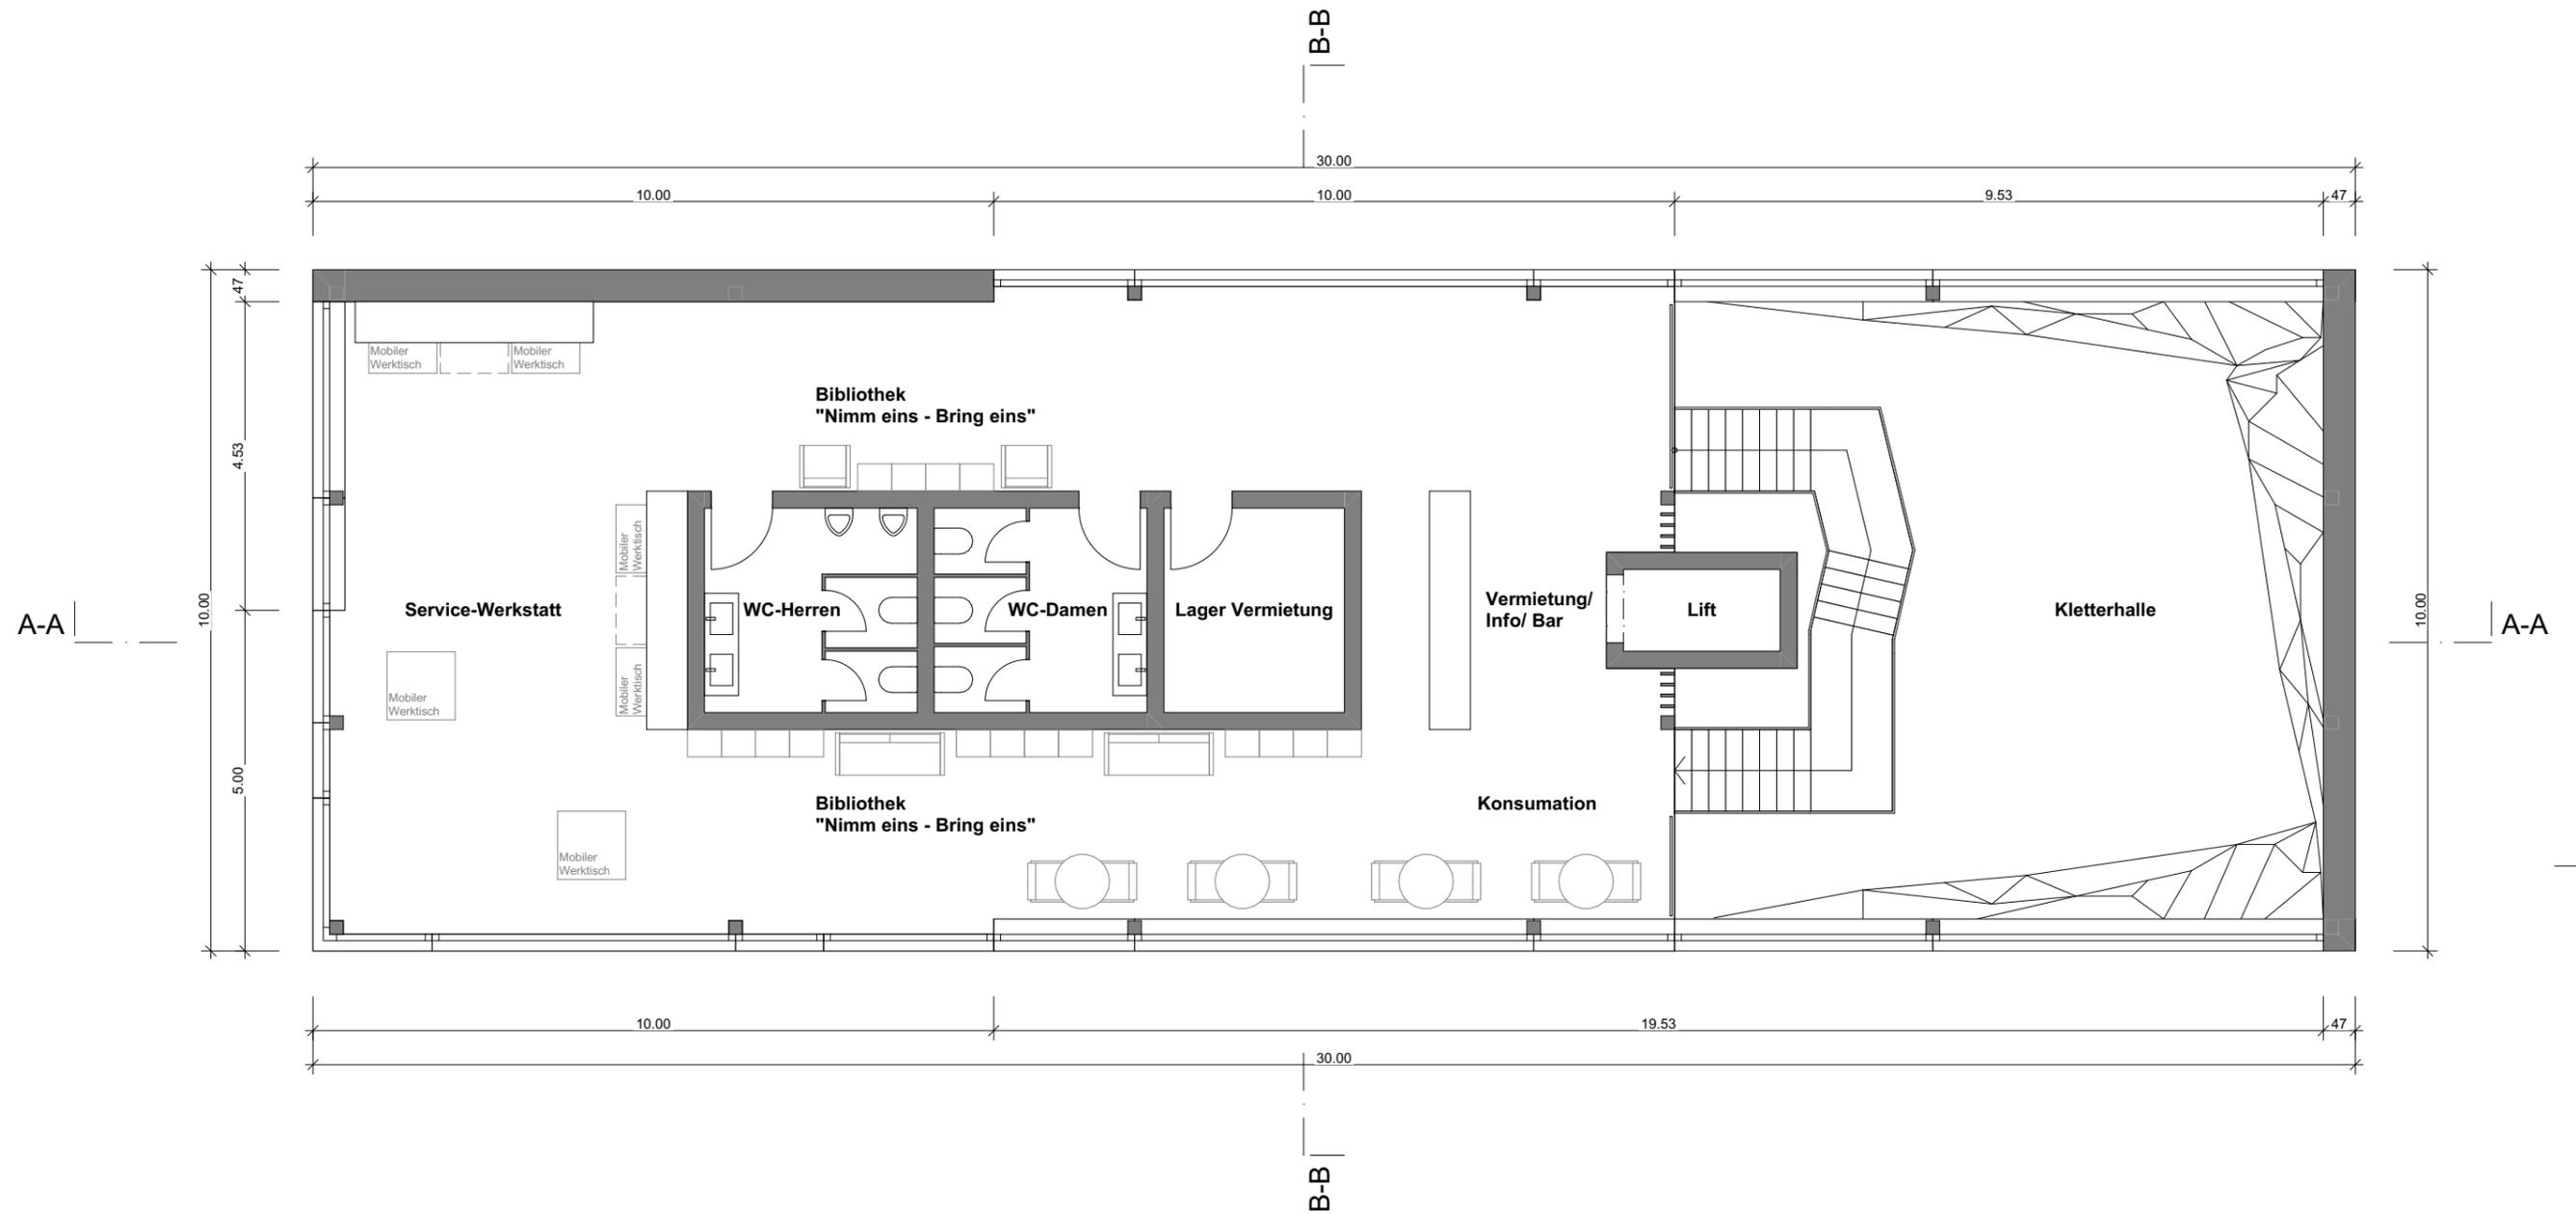 B-B
30.00
10.00
10.00
9.53
47
47
4.53
10.00
5.00
10.00
A-A
A-A
Mobiler
Werktisch
Mobiler
Werktisch
Bibliothek
"Nimm eins - Bring eins"
Mobiler
Werktisch
Service-Werkstatt
WC-Herren
WC-Damen
Lager Vermietung
Vermietung/
Info/ Bar
Lift
Kletterhalle
Mobiler
Werktisch
Mobiler
Werktisch
Bibliothek
"Nimm eins - Bring eins"
Konsumation
Mobiler
Werktisch
10.00
19.53
47
30.00
B-B